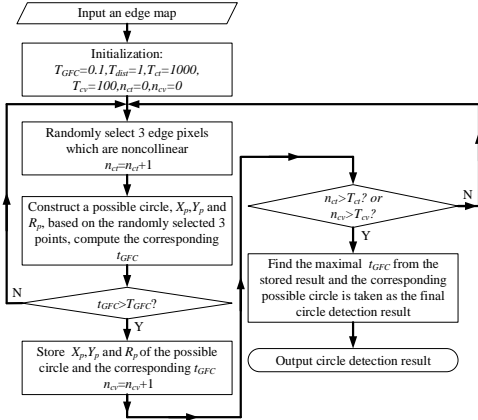 Input an edge map
Initialization:
T_GFC=0.1,T_dist=1,T_ct=1000,
T_cv=100,n_ct=0,n_cv=0
Randomly select 3 edge pixels
which are noncollinear
n_ct=n_ct+1
Construct a possible circle, X_p,Y_p and
R_p, based on the randomly selected 3
points, compute the corresponding
t_GFC
N
t_GFC>T_GFC?
Y
Store X_p,Y_p and R_p of the possible
circle and the corresponding t_GFC
n_cv=n_cv+1
n_ct>T_ct? or
n_cv>T_cv?
N
Y
Find the maximal t_GFC from the
stored result and the corresponding
possible circle is taken as the final
circle detection result
Output circle detection result